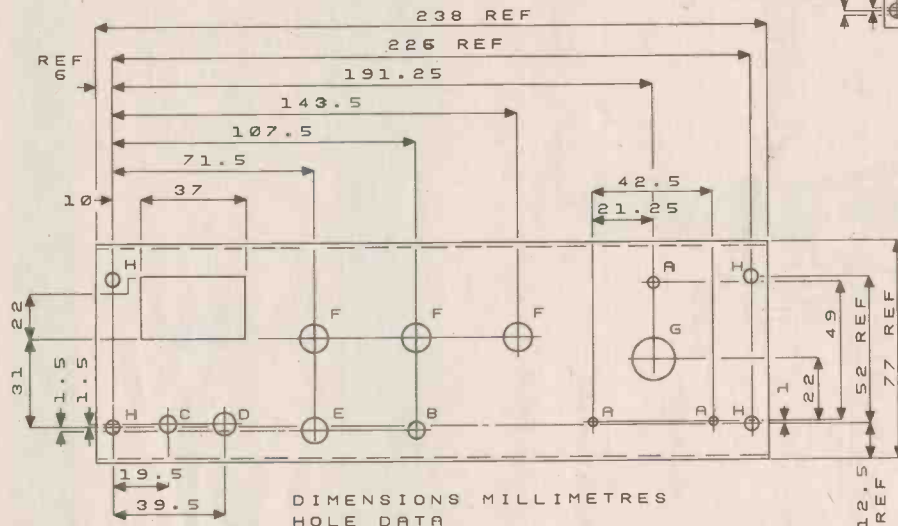 238 REF
226 REF
REF
6
191.25
143.5
107.5
71.5
42.5
10
37
21.25
H
A
H
22
F
F
F
G
49
52 REF
77 REF
31
1.5
1.5
22
1
H
C
D
E
B
A
A
H
19.5
39.5
12.5
REF
DIMENSIONS MILLIMETRES
HOLE DATA